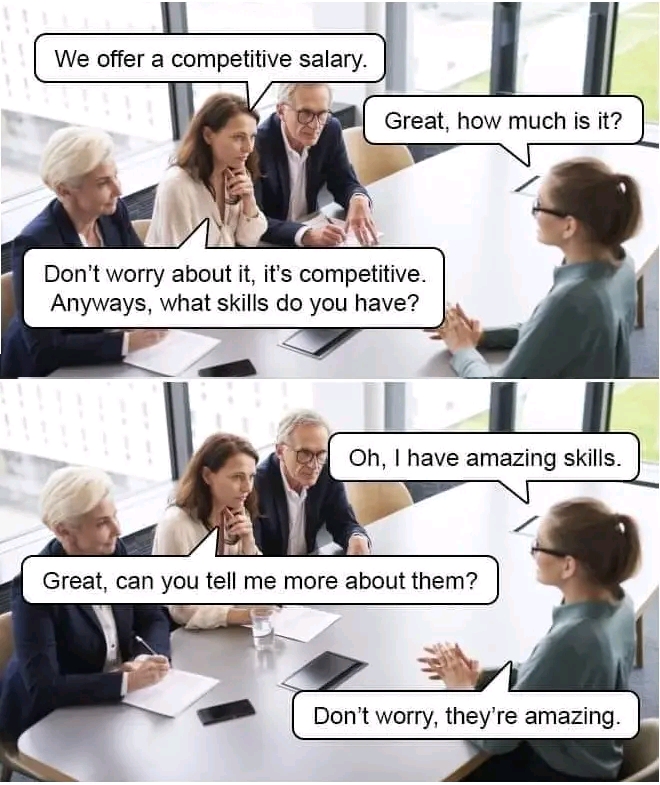 We offer a competitive salary.
Great, how much is it?
Don't worry about it, it's competitive.
Anyways, what skills do you have?
Oh, I have amazing skills.
Great, can you tell me more about them?
Don't worry, they're amazing.